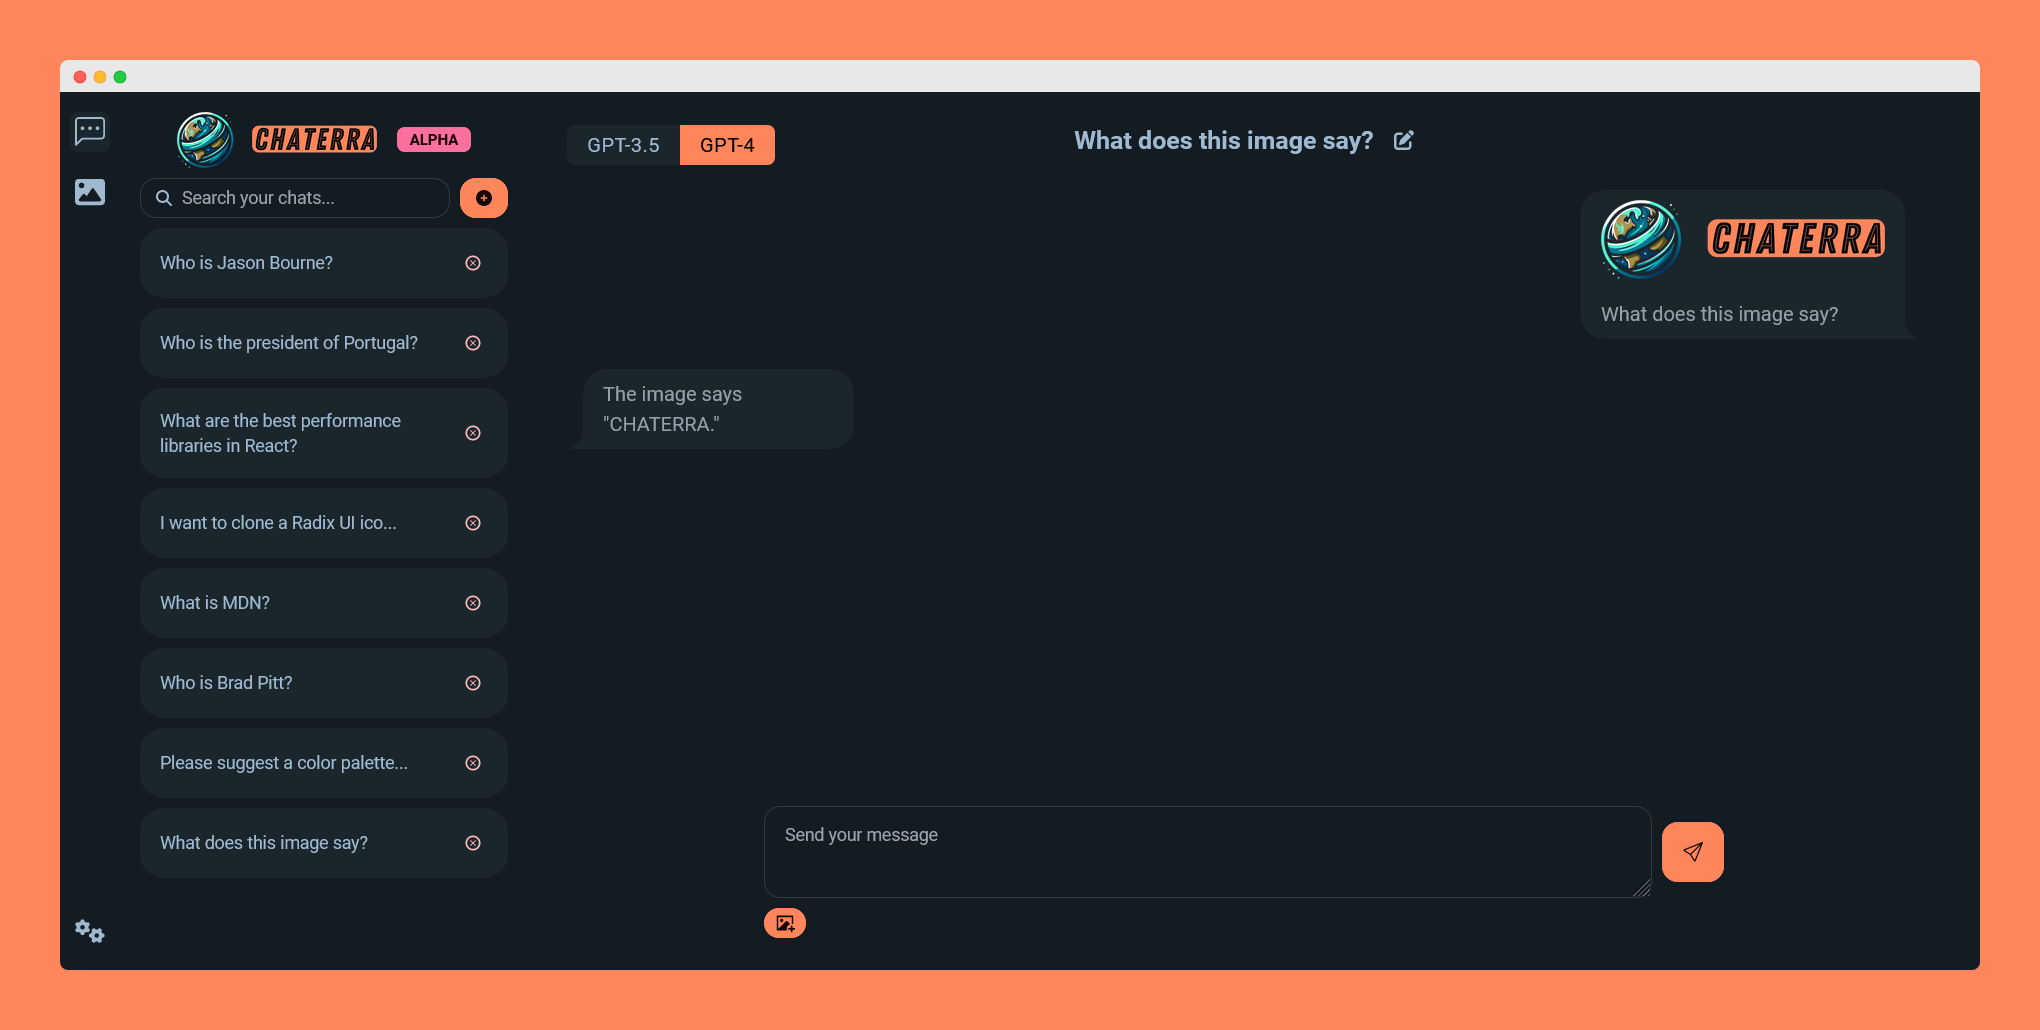 CHATERRA ALPHA
Search your chats...
Who is Jason Bourne?
Who is the president of Portugal?
What are the best performance
libraries in React?
I want to clone a Radix UI ico...
What is MDN?
Who is Brad Pitt?
Please suggest a color palette...
What does this image say?
GPT-3.5 GPT-4
What does this image say?
CHATERRA
What does this image say?
The image says
"CHATERRA."
Send your message